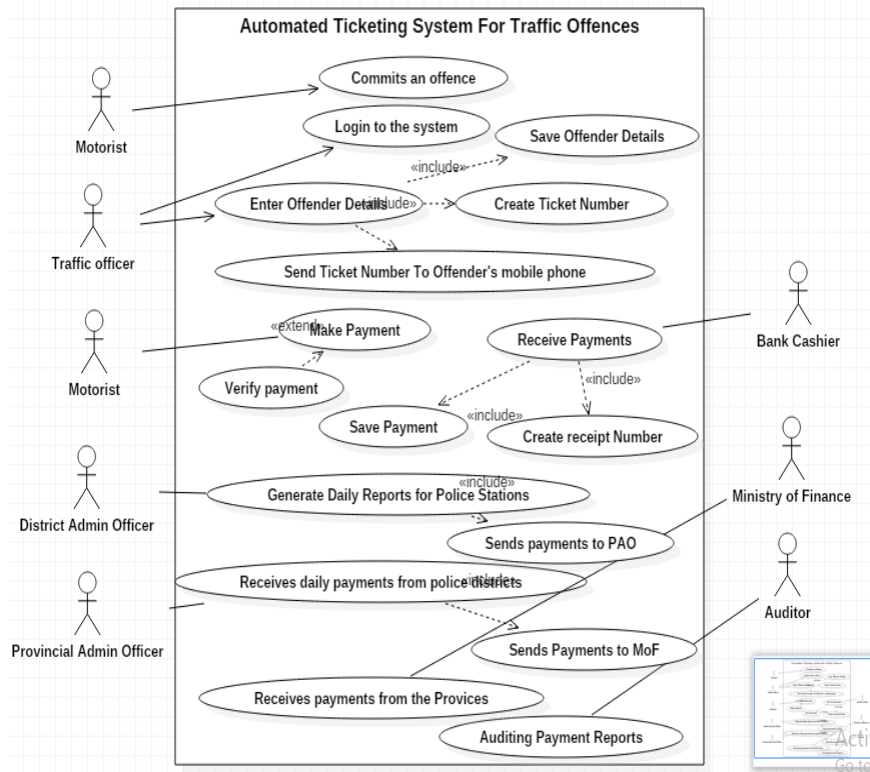 Automated Ticketing System For Traffic Offences
Commits an offence
Motorist
Login to the system
Save Offender Details
«include»
Traffic officer
Enter Offender Details
«include»
Create Ticket Number
Send Ticket Number To Offender's mobile phone
Motorist
«extend»
Make Payment
Receive Payments
Bank Cashier
Verify payment
«include»
Save Payment
«include»
Create receipt Number
District Admin Officer
«include»
Generate Daily Reports for Police Stations
Ministry of Finance
Sends payments to PAO
Receives daily payments from police districts
«include»
Auditor
Provincial Admin Officer
Sends Payments to MoF
Receives payments from the Provices
Auditing Payment Reports
Go to